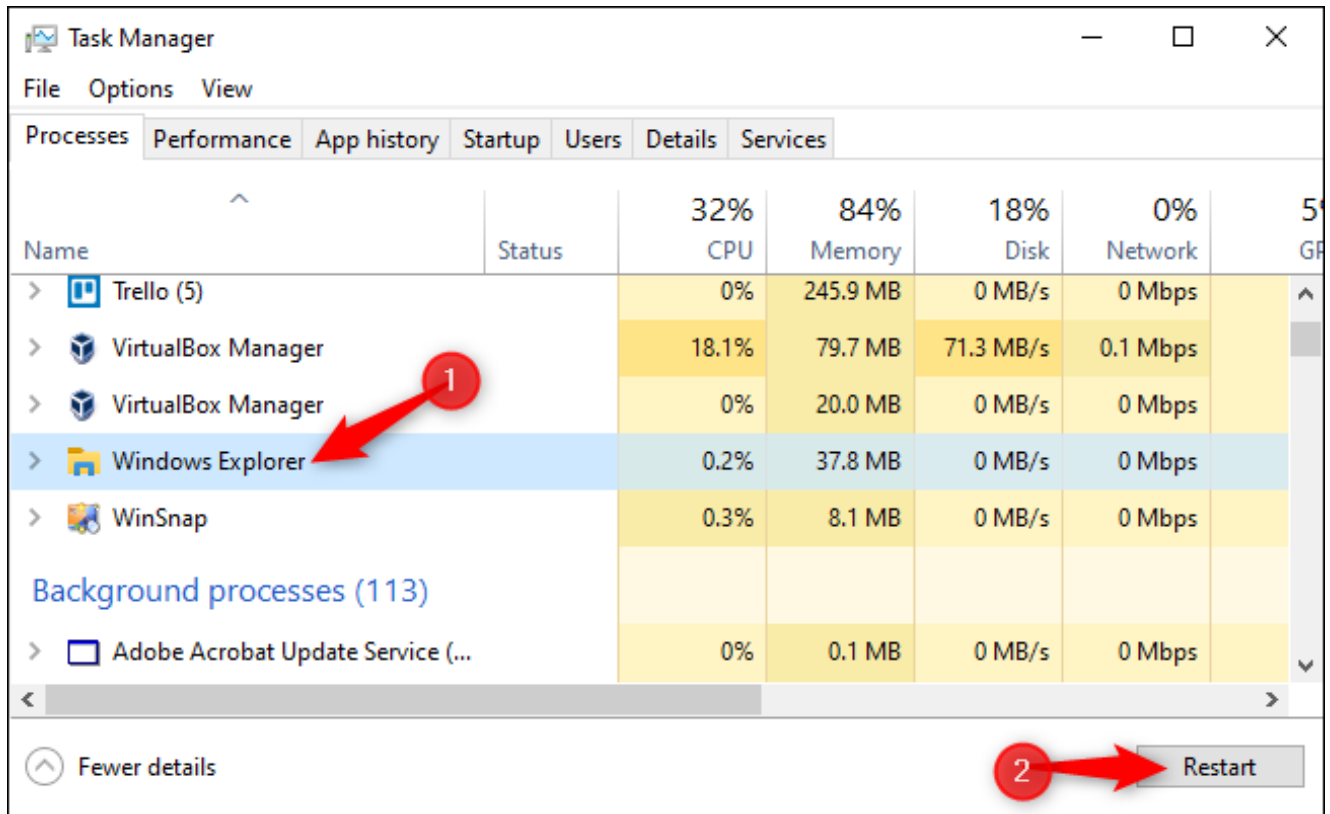 Task Manager
File Options View
Processes Performance App history Startup Users Details Services
32% 84% 18% 0%
Name Status CPU Memory Disk Network
Trello (5) 0% 245.9 MB 0 MB/s 0 Mbps
VirtualBox Manager 18.1% 79.7 MB 71.3 MB/s 0.1 Mbps
1
VirtualBox Manager 0% 20.0 MB 0 MB/s 0 Mbps
Windows Explorer 0.2% 37.8 MB 0 MB/s 0 Mbps
WinSnap 0.3% 8.1 MB 0 MB/s 0 Mbps
Background processes (113)
Adobe Acrobat Update Service (... 0% 0.1 MB 0 MB/s 0 Mbps
Fewer details 2 Restart